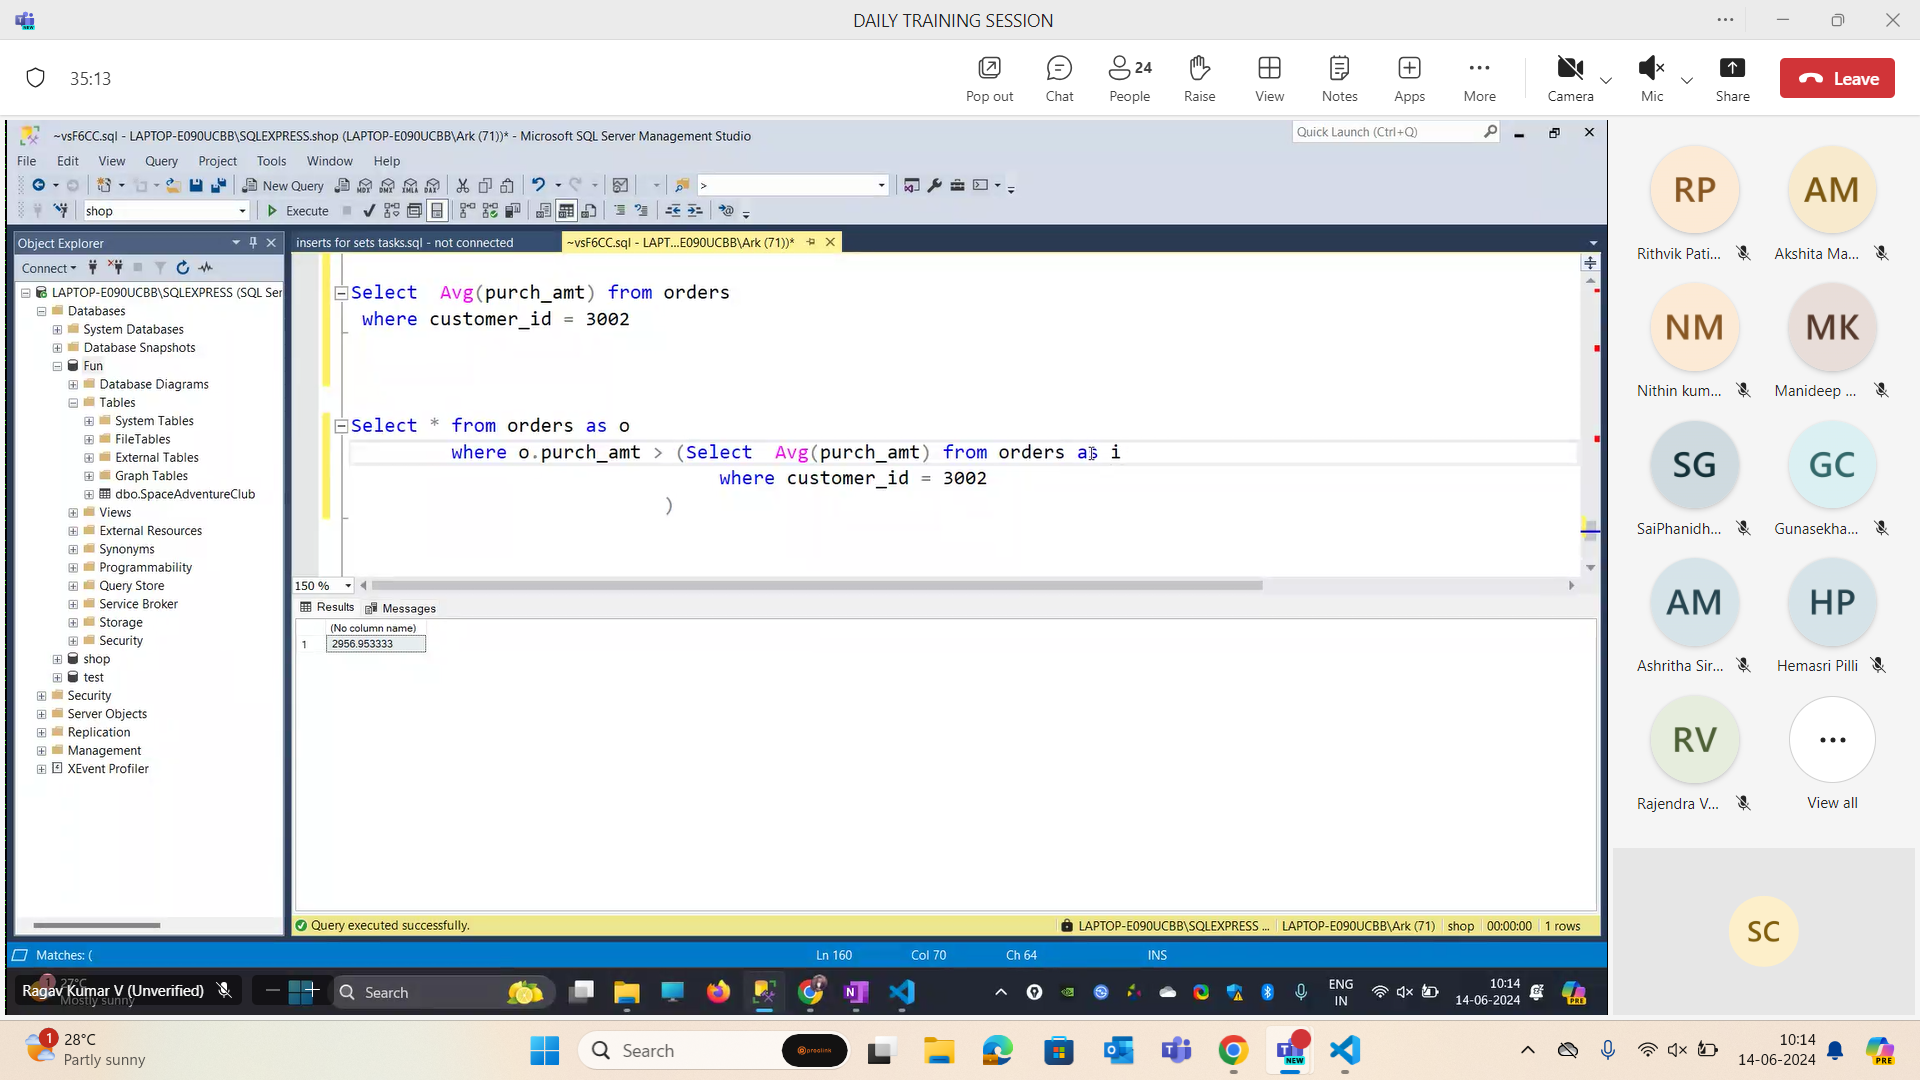 DAILY TRAINING SESSION
35:13
Pop out
Chat
24
People
Raise
View
Notes
Apps
More
Camera
Mic
Share
Leave
~vsF6CC.sql - LAPTOP-E090UCBB\SQLEXPRESS.shop (LAPTOP-E090UCBB\Ark (71))* - Microsoft SQL Server Management Studio
Quick Launch (Ctrl+Q)
File Edit View Query Project Tools Window Help
New Query
>
shop
Execute
Object Explorer
inserts for sets tasks.sql - not connected
~vsF6CC.sql - LAPT...E090UCBB\Ark (71))*
Connect
LAPTOP-E090UCBB\SQLEXPRESS (SQL Ser
Databases
System Databases
Database Snapshots
Fun
Database Diagrams
Tables
System Tables
FileTables
External Tables
Graph Tables
dbo.SpaceAdventureClub
Views
External Resources
Synonyms
Programmability
Query Store
Service Broker
Storage
Security
shop
test
Security
Server Objects
Replication
Management
XEvent Profiler
Select Avg(purch_amt) from orders
where customer_id = 3002
Select * from orders as o
where o.purch_amt > (Select Avg(purch_amt) from orders as i
where customer_id = 3002
)
150 %
Results
Messages
(No column name)
1 2956.953333
Query executed successfully.
LAPTOP-E090UCBB\SQLEXPRESS ...
LAPTOP-E090UCBB\Ark (71)
shop
00:00:00
1 rows
Matches: (
Ln 160
Col 70
Ch 64
INS
Ragav Kumar V (Unverified)
27°C
Mostly sunny
Search
ENG
IN
10:14
14-06-2024
PRE
RP
Rithvik Pati...
AM
Akshita Ma...
NM
Nithin kum...
MK
Manideep ...
SG
SaiPhanidh...
GC
Gunasekha...
AM
Ashritha Sir...
HP
Hemasri Pilli
RV
Rajendra V...
View all
SC
1
28°C
Partly sunny
Search
NEW
10:14
14-06-2024
PRE